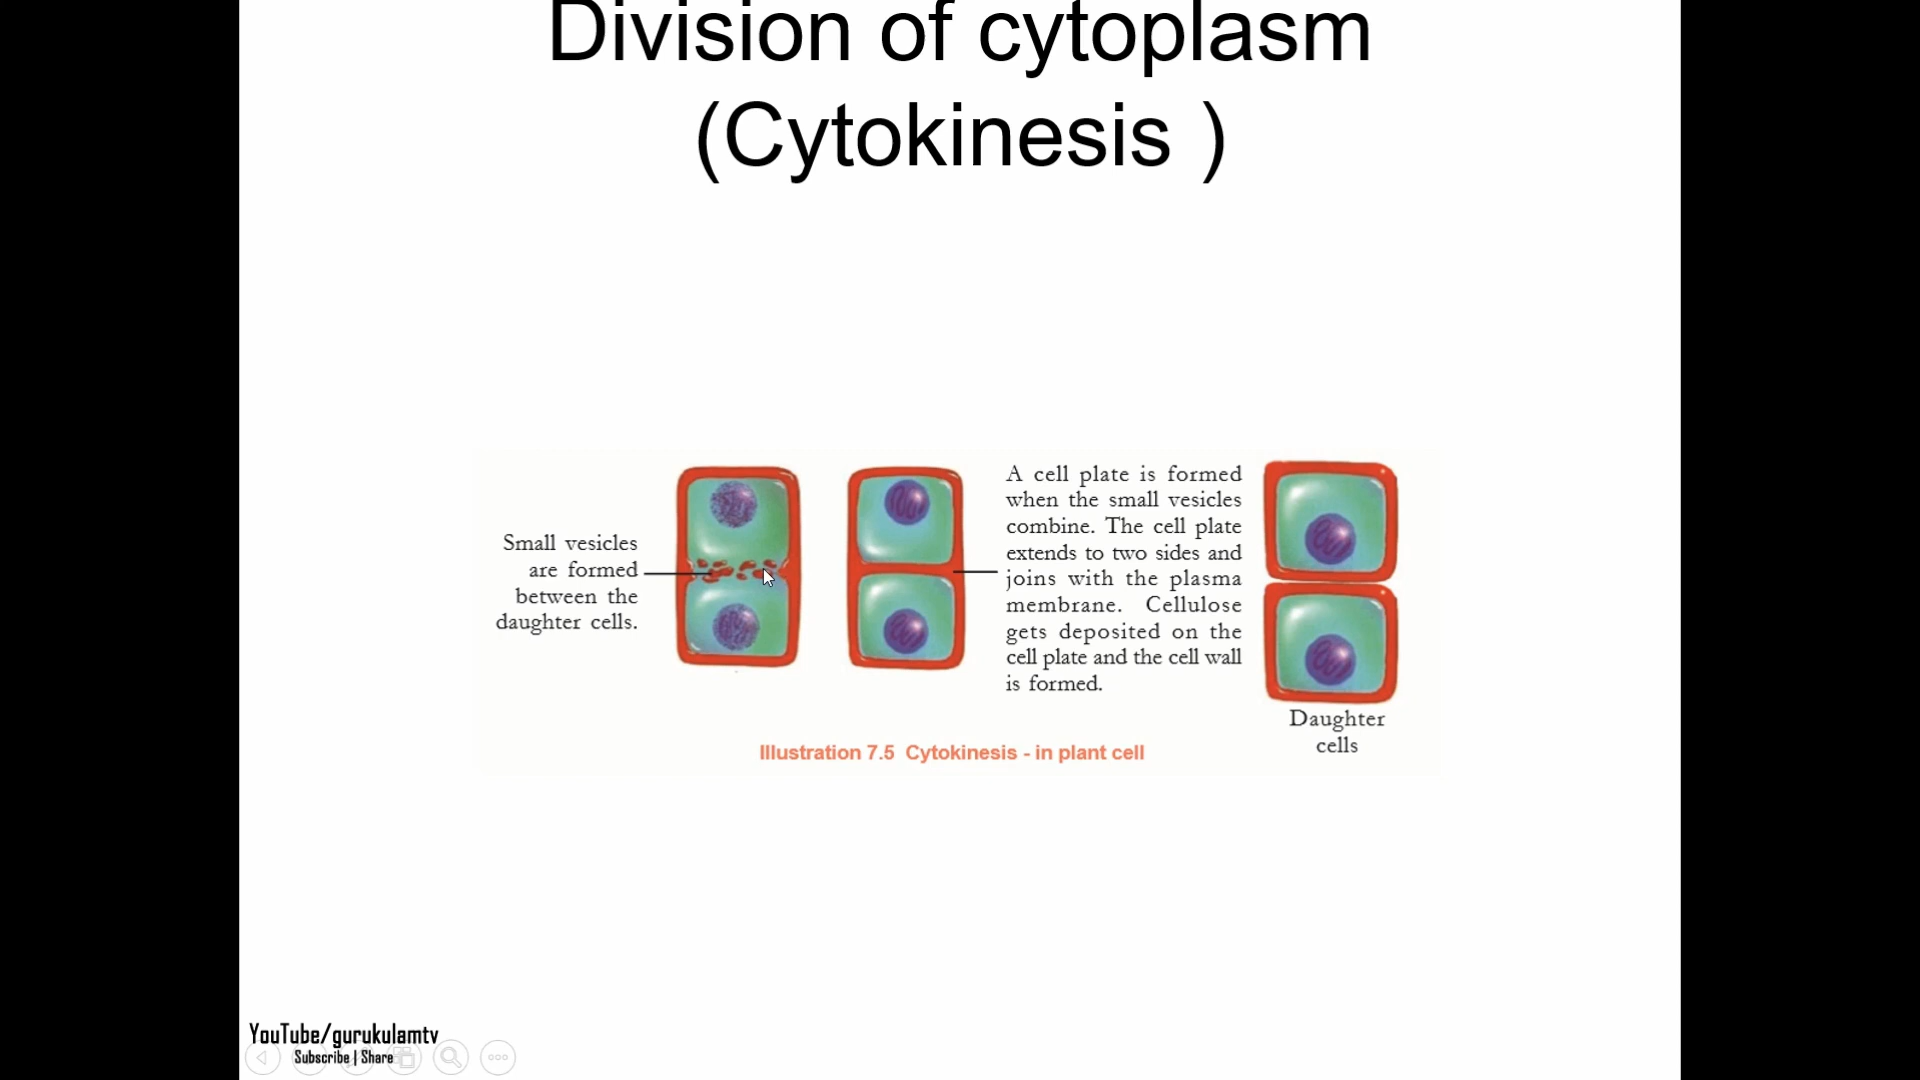 Division of cytoplasm
(Cytokinesis )
Small vesicles
are formed
between the
daughter cells.
A cell plate is formed
when the small vesicles
combine. The cell plate
extends to two sides and
joins with the plasma
membrane. Cellulose
gets deposited on the
cell plate and the cell wall
is formed.
Daughter
cells
Illustration 7.5 Cytokinesis - in plant cell
YouTube/gurukulamtv
Subscribe | Share